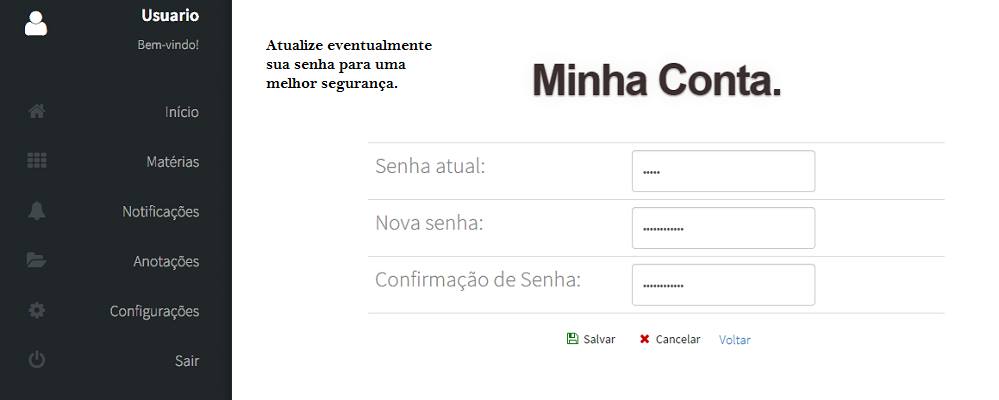 Usuario
Bem-vindo!
Início
Matérias
Notificações
Anotações
Configurações
Sair
Atualize eventualmente
sua senha para uma
melhor segurança.
Minha Conta.
Senha atual:
•••••
Nova senha:
••••••••••••
Confirmação de Senha:
••••••••••••
Salvar Cancelar Voltar